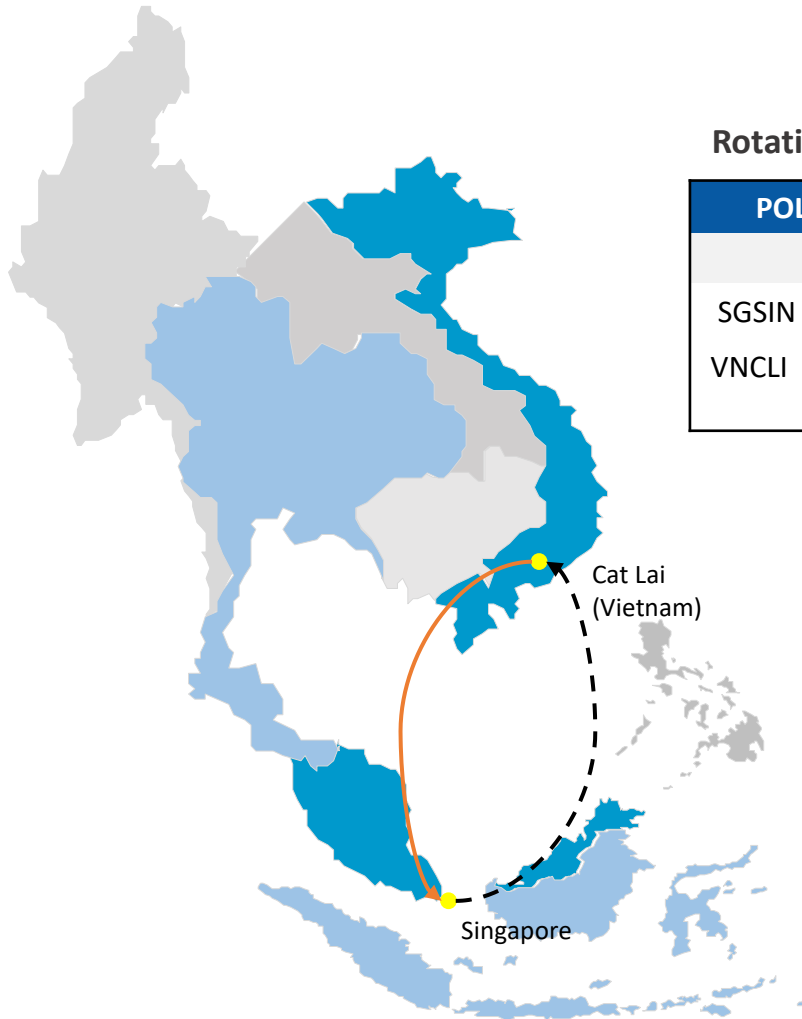 Rotati
POL
SGSIN
VNCLI
Cat Lai
(Vietnam)
Singapore